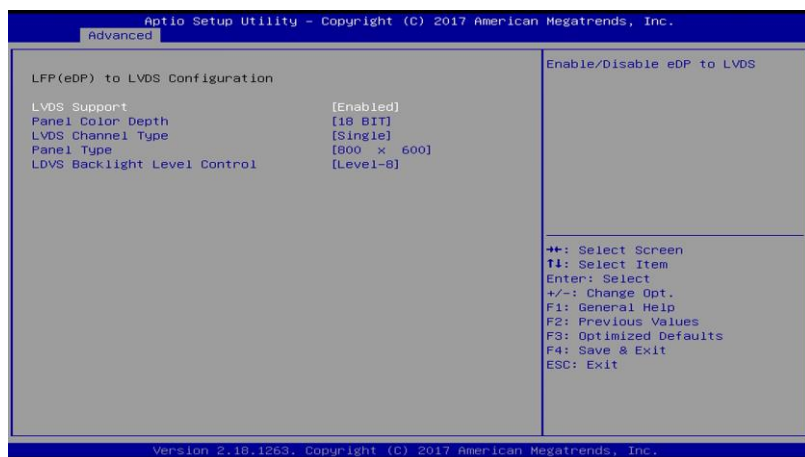 Aptio Setup Utility – Copyright (C) 2017 American Megatrends, Inc.
Advanced
LFP(eDP) to LVDS Configuration
LVDS Support [Enabled]
Panel Color Depth [18 BIT]
LVDS Channel Type [Single]
Panel Type [800 x 600]
LDVS Backlight Level Control [Level-8]
Enable/Disable eDP to LVDS
→←: Select Screen
↑↓: Select Item
Enter: Select
+/-: Change Opt.
F1: General Help
F2: Previous Values
F3: Optimized Defaults
F4: Save & Exit
ESC: Exit
Version 2.18.1263. Copyright (C) 2017 American Megatrends, Inc.